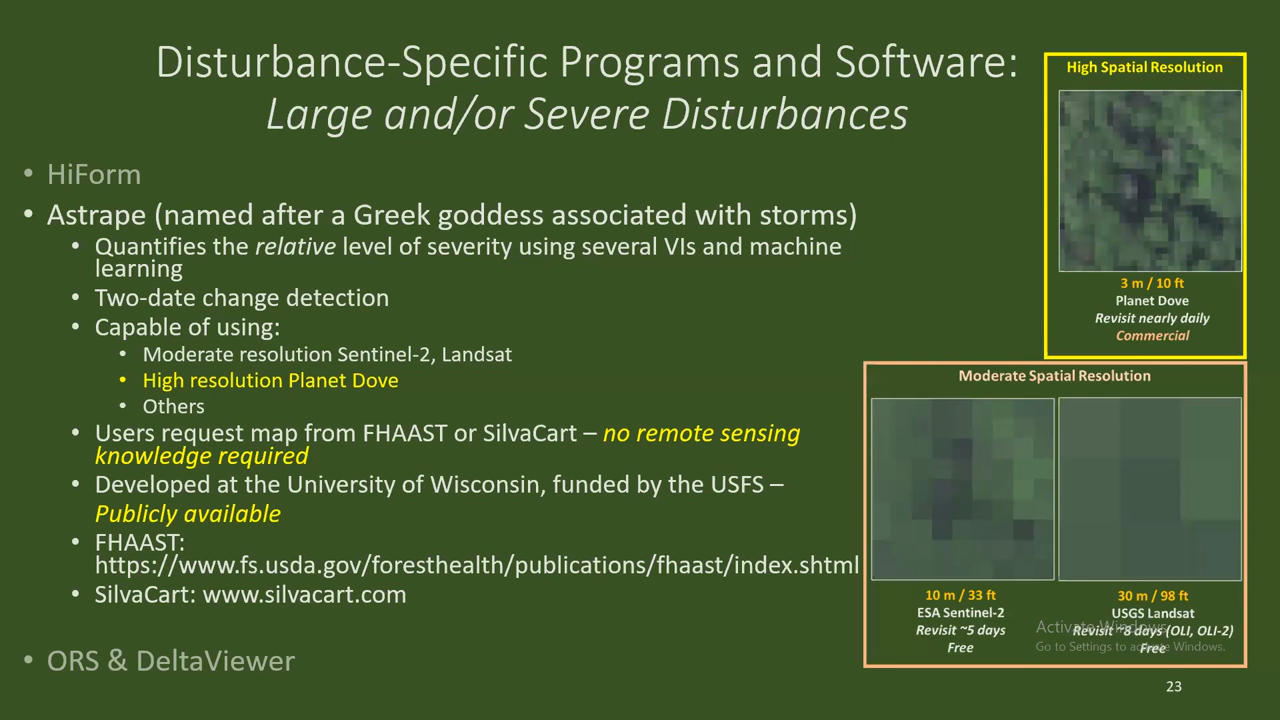 Disturbance-Specific Programs and Software:
Large and/or Severe Disturbances
• HiForm
• Astrape (named after a Greek goddess associated with storms)
• Quantifies the relative level of severity using several VIs and machine
learning
• Two-date change detection
• Capable of using:
• Moderate resolution Sentinel-2, Landsat
• High resolution Planet Dove
• Others
• Users request map from FHAAST or SilvaCart – no remote sensing
knowledge required
• Developed at the University of Wisconsin, funded by the USFS –
Publicly available
• FHAAST:
https://www.fs.usda.gov/foresthealth/publications/fhaast/index.shtml
• SilvaCart: www.silvacart.com
• ORS & DeltaViewer
High Spatial Resolution
3 m / 10 ft
Planet Dove
Revisit nearly daily
Commercial
Moderate Spatial Resolution
10 m / 33 ft
ESA Sentinel-2
Revisit ~5 days
Free
30 m / 98 ft
USGS Landsat
Revisit ~8 days (OLI, OLI-2)
Free
Activate Windows
Go to Settings to activate Windows.
23